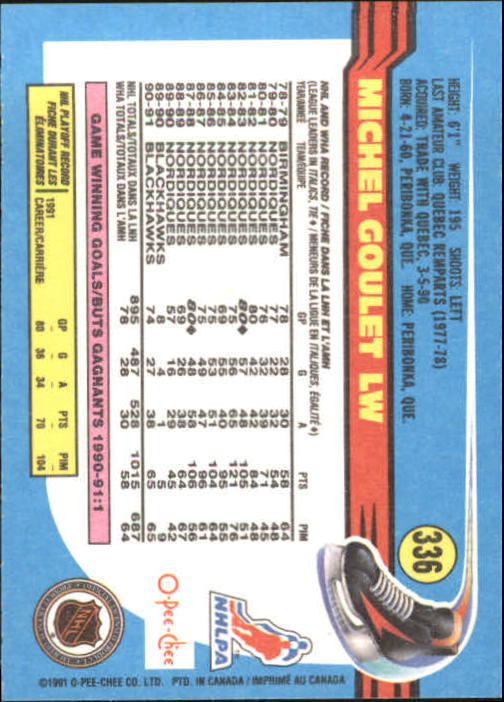 336
MICHEL GOULET LW
HEIGHT: 6'1" WEIGHT: 195 SHOOTS: LEFT
LAST AMATEUR CLUB: QUEBEC REMPARTS (1977-78)
ACQUIRED: TRADE WITH QUEBEC, 3-5-90
BORN: 4-21-60, PERIBONKA, QUE. HOME: PERIBONKA, QUE.
NHL AND WHA RECORD / FICHE DANS LA LNH ET L'AMH
(LEAGUE LEADERS IN ITALICS, TIE ♦ / MENEURS DE LA LIGUE EN ITALIQUES, ÉGALITÉ ♦)
YEAR/ANNÉE TEAM/ÉQUIPE GP G A PTS PIM
78-79 BIRMINGHAM 78 28 30 58 64
79-80 NORDIQUES 77 22 32 54 48
80-81 NORDIQUES 76 32 39 71 45
81-82 NORDIQUES 80 42 42 84 48
82-83 NORDIQUES 80♦ 57 48 105 51
83-84 NORDIQUES 75 56 65 121 76
84-85 NORDIQUES 69 55 40 95 55
85-86 NORDIQUES 75 53 51 104 64
86-87 NORDIQUES 75 49 47 96 61
87-88 NORDIQUES 80♦ 48 58 106 56
88-89 NORDIQUES 69 26 38 64 67
89-90 NORDIQUES 57 16 29 45 42
89-90 BLACKHAWKS 8 4 1 5 9
90-91 BLACKHAWKS 74 27 38 65 65
NHL TOTALS/TOTAUX DANS LA LNH 895 487 528 1015 687
WHA TOTALS/TOTAUX DANS L'AMH 78 28 30 58 64
GAME WINNING GOALS/BUTS GAGNANTS 1990-91:1
NHL PLAYOFF RECORD
FICHE DURANT LES
ÉLIMINATOIRES
GP G A PTS PIM
1991 - - - - -
CAREER/CARRIÈRE 80 36 34 70 104
NHLPA
O-Pee-Chee
NHL
©1991 O-PEE-CHEE CO. LTD. PTD. IN CANADA / IMPRIMÉ AU CANADA